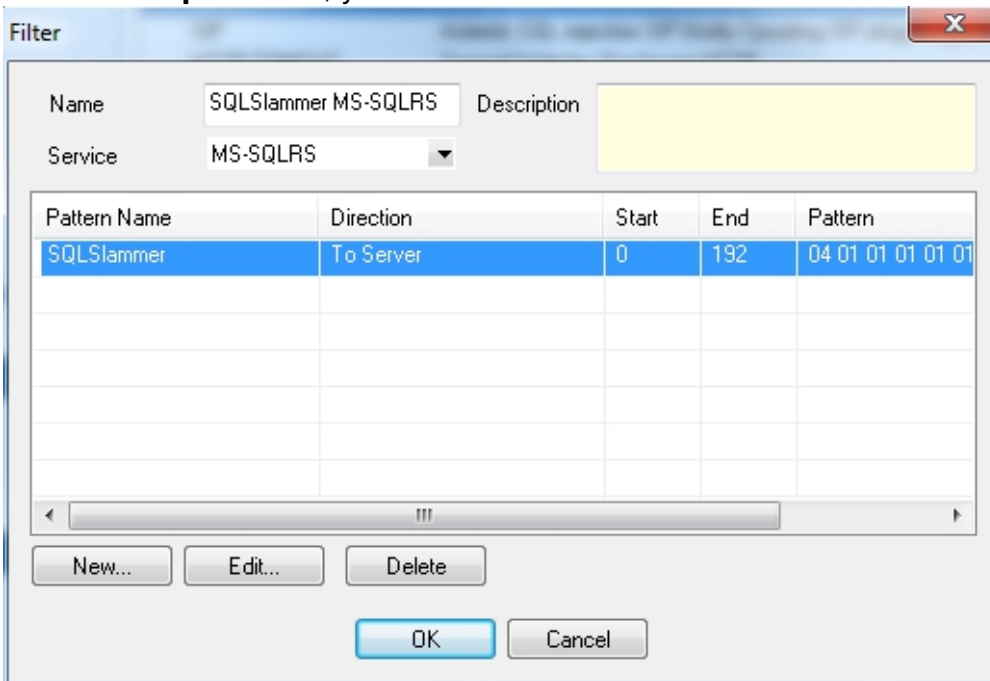 Filter
Name SQLSlammer MS-SQLRS Description
Service MS-SQLRS
Pattern Name Direction Start End Pattern
SQLSlammer To Server 0 192 04 01 01 01 01 01
New... Edit... Delete
OK Cancel